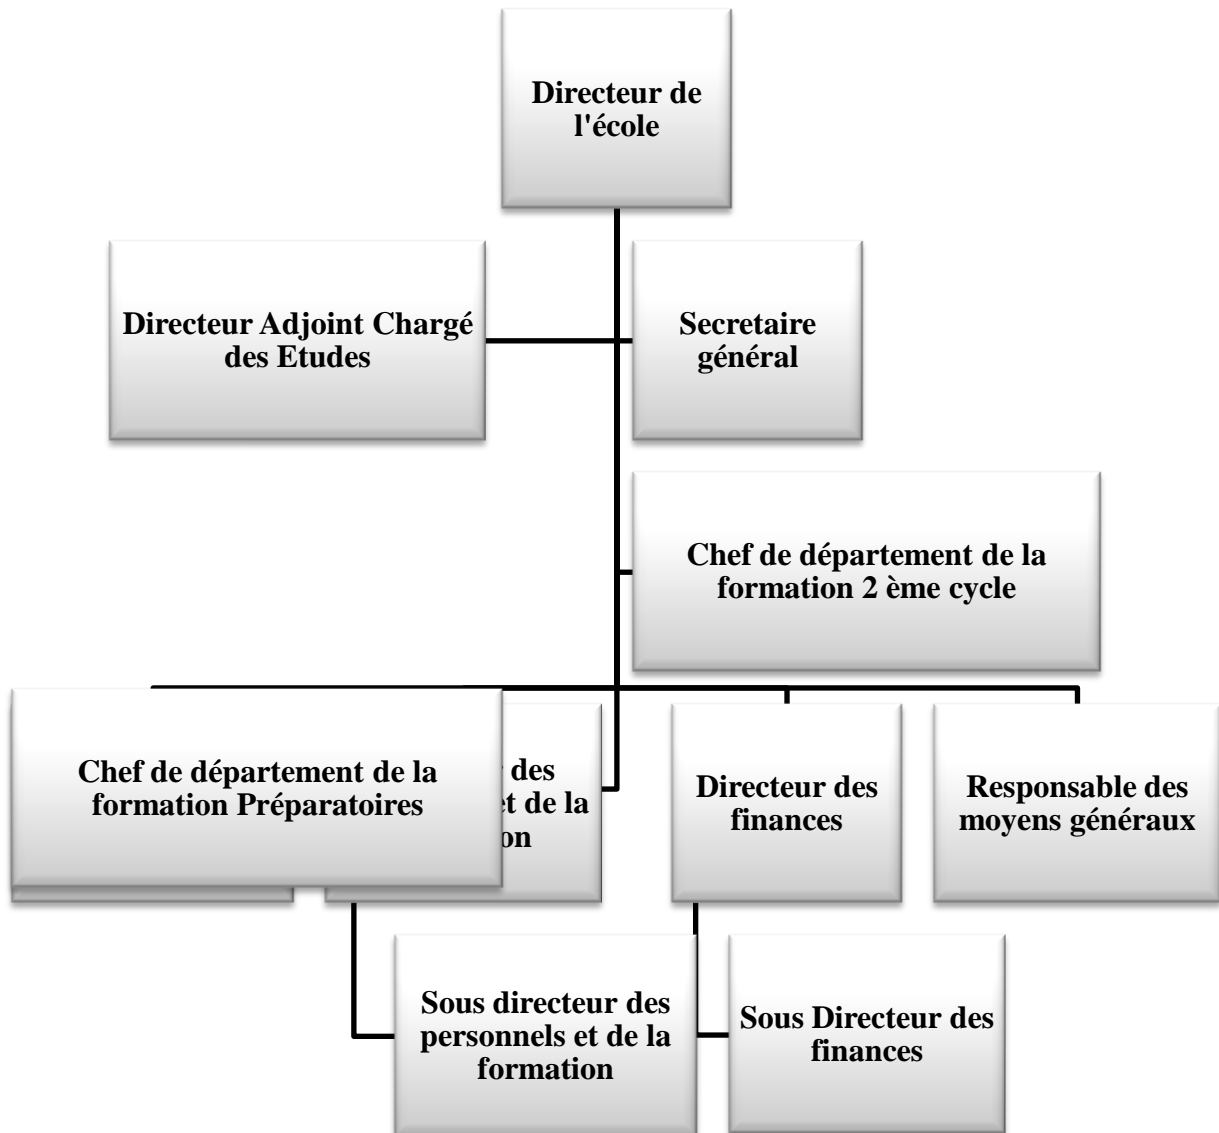 Directeur de
l'école
Directeur Adjoint Chargé
des Etudes
Secretaire
général
Chef de département de la
formation 2 ème cycle
Chef de département de la
formation Préparatoires
des
et de la
Directeur des
finances
Responsable des
moyens généraux
Sous directeur des
personnels et de la
formation
Sous Directeur des
finances